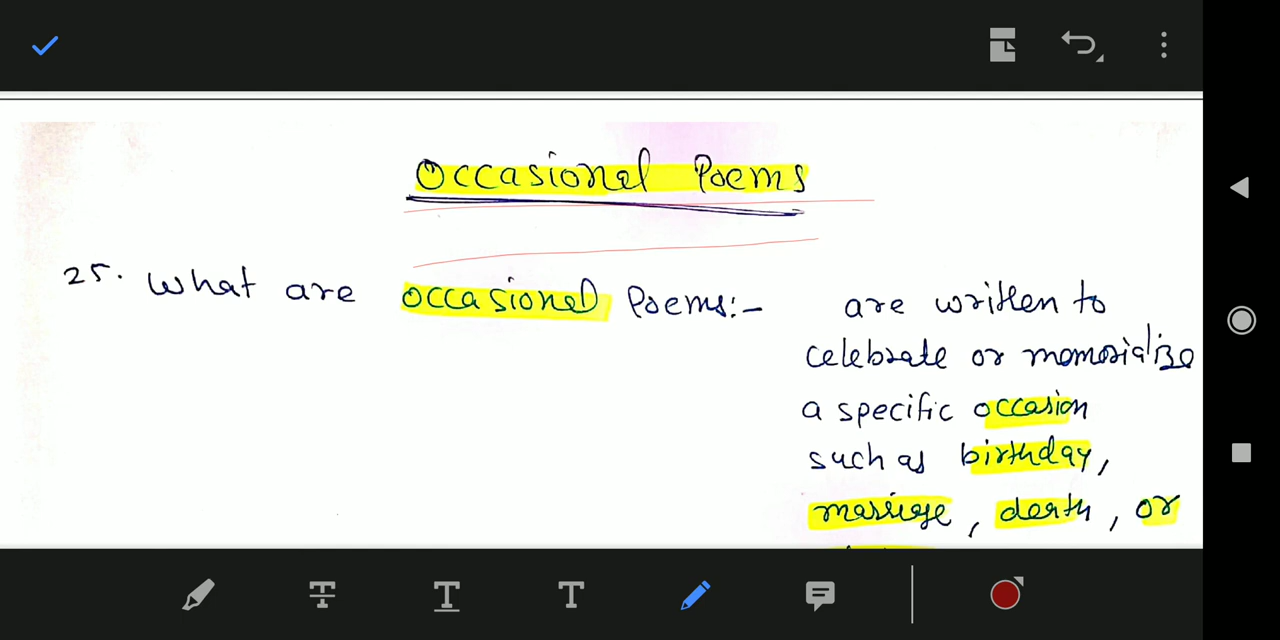 Occasional Poems
25. What are occasional Poems:- are written to
celebrate or memorialize
a specific occasion
such as birthday,
marriage, death, or